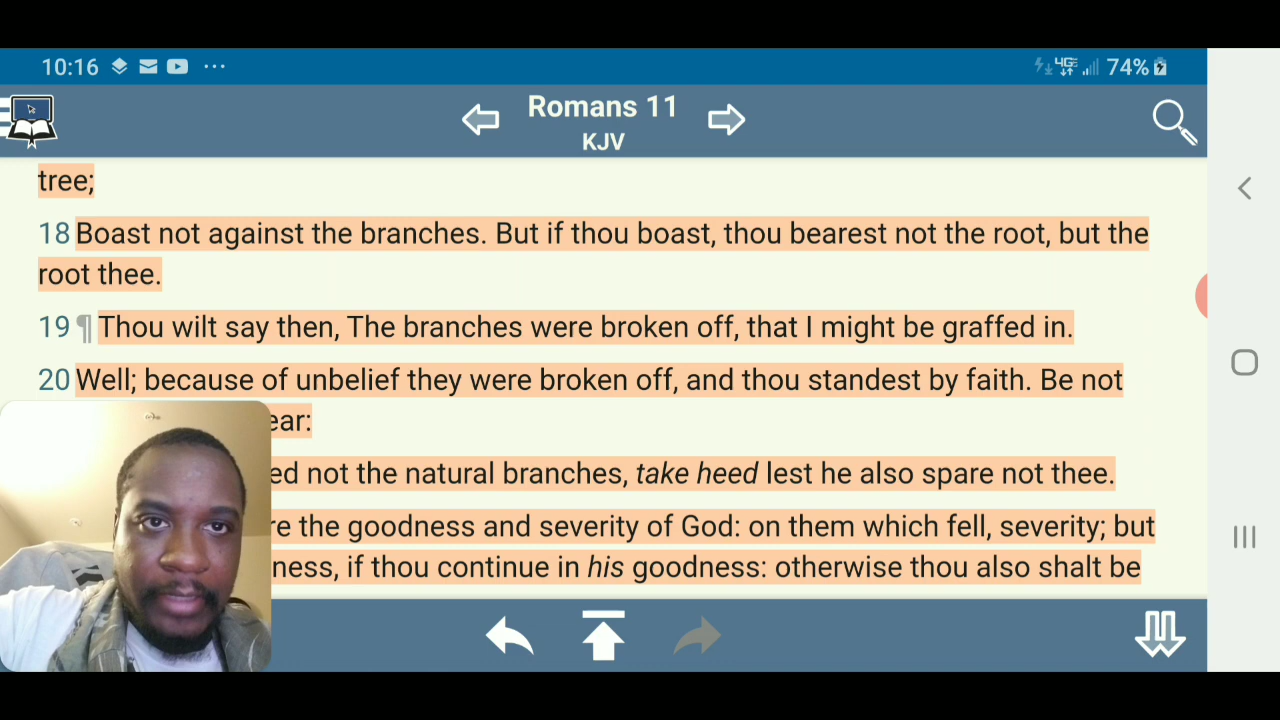 10:16 ... 4GE 74%
Romans 11
KJV
tree;
18 Boast not against the branches. But if thou boast, thou bearest not the root, but the
root thee.
19 ¶ Thou wilt say then, The branches were broken off, that I might be graffed in.
20 Well; because of unbelief they were broken off, and thou standest by faith. Be not
ear:
ed not the natural branches, take heed lest he also spare not thee.
re the goodness and severity of God: on them which fell, severity; but
ness, if thou continue in his goodness: otherwise thou also shalt be